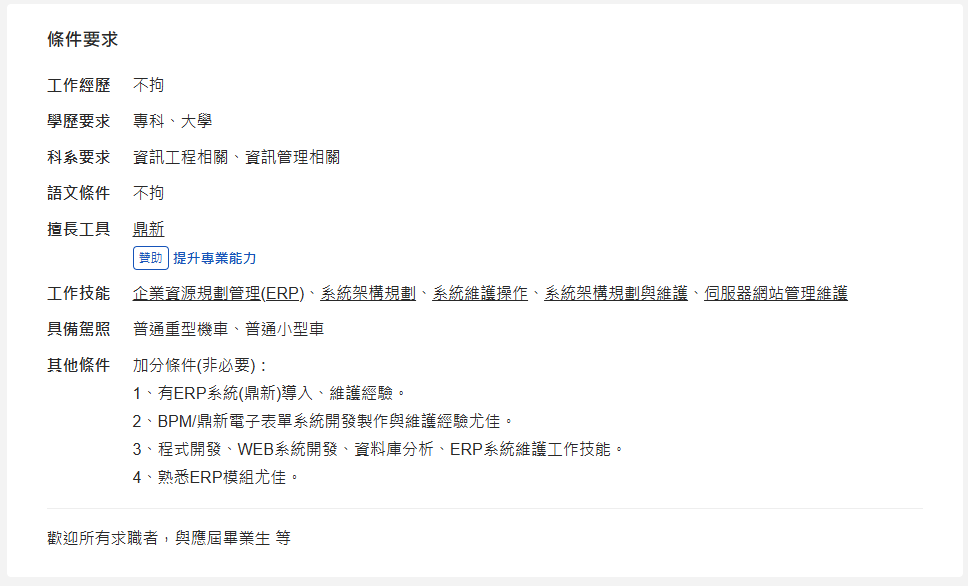 條件要求
工作經歷 不拘
學歷要求 專科、大學
科系要求 資訊工程相關、資訊管理相關
語文條件 不拘
擅長工具 鼎新
贊助 提升專業能力
工作技能 企業資源規劃管理(ERP)、系統架構規劃、系統維護操作、系統架構規劃與維護、伺服器網站管理維護
具備駕照 普通重型機車、普通小型車
其他條件 加分條件(非必要)：
1、有ERP系統(鼎新)導入、維護經驗。
2、BPM/鼎新電子表單系統開發製作與維護經驗尤佳。
3、程式開發、WEB系統開發、資料庫分析、ERP系統維護工作技能。
4、熟悉ERP模組尤佳。
歡迎所有求職者，與應屆畢業生 等